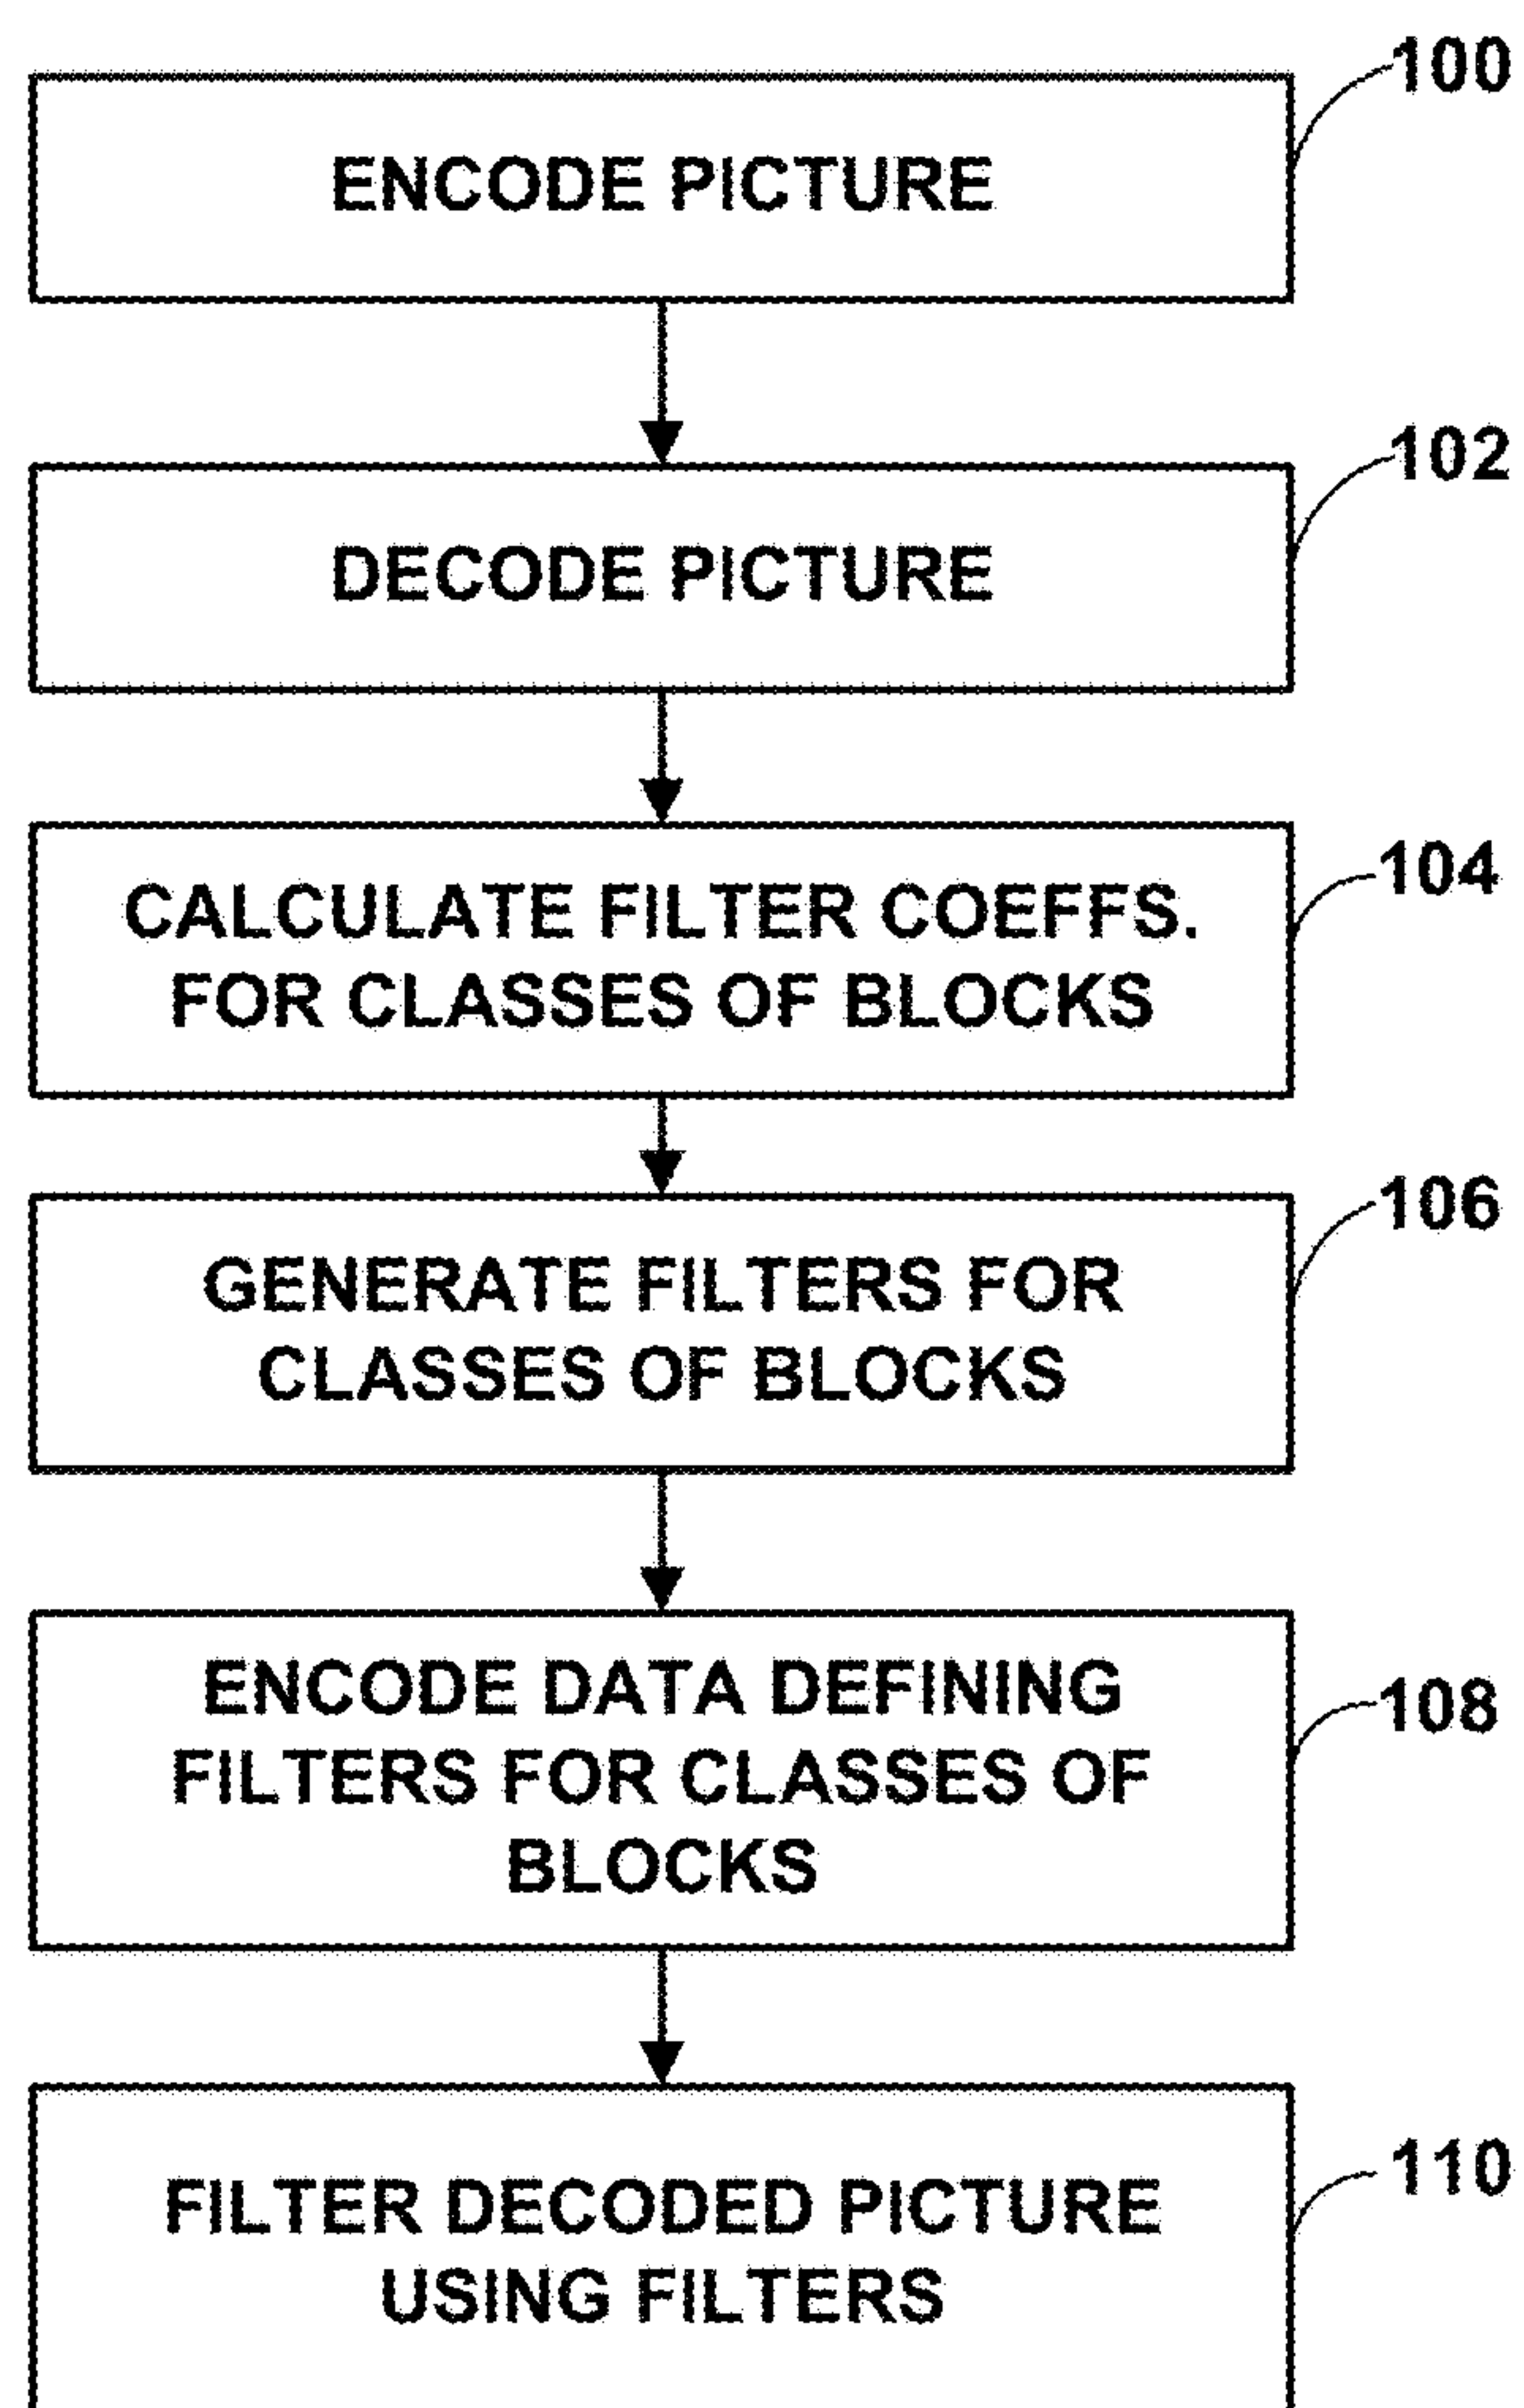 100
ENCODE PICTURE
102
DECODE PICTURE
104
CALCULATE FILTER COEFFS.
FOR CLASSES OF BLOCKS
106
GENERATE FILTERS FOR
CLASSES OF BLOCKS
108
ENCODE DATA DEFINING
FILTERS FOR CLASSES OF
BLOCKS
110
FILTER DECODED PICTURE
USING FILTERS